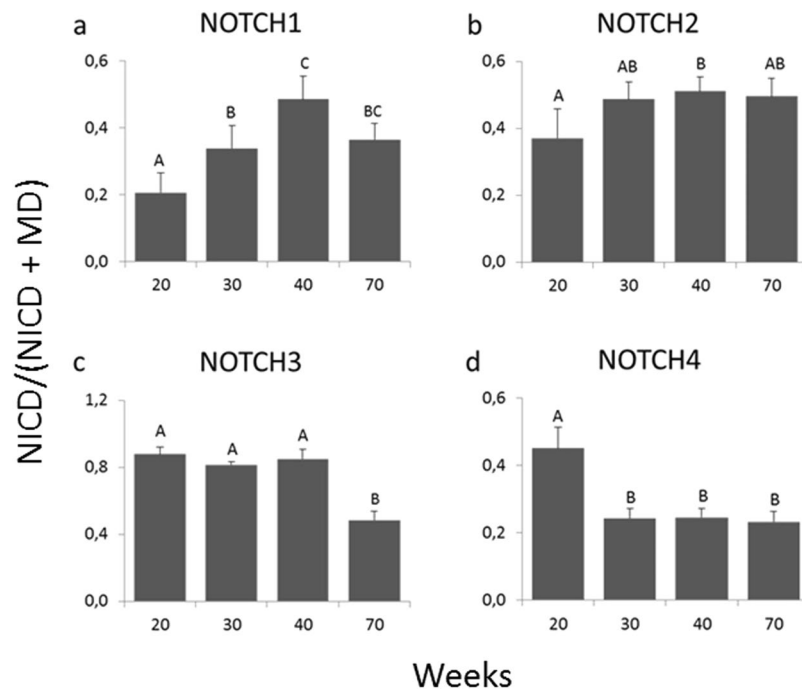 a NOTCH1
0,6
0,4
0,2
0,0
A B C BC
20 30 40 70
b NOTCH2
0,6
0,4
0,2
0,0
A AB B AB
20 30 40 70
c NOTCH3
1,2
0,8
0,4
0,0
A A A B
20 30 40 70
d NOTCH4
0,6
0,4
0,2
0,0
A B B B
20 30 40 70
NICD/(NICD + MD)
Weeks